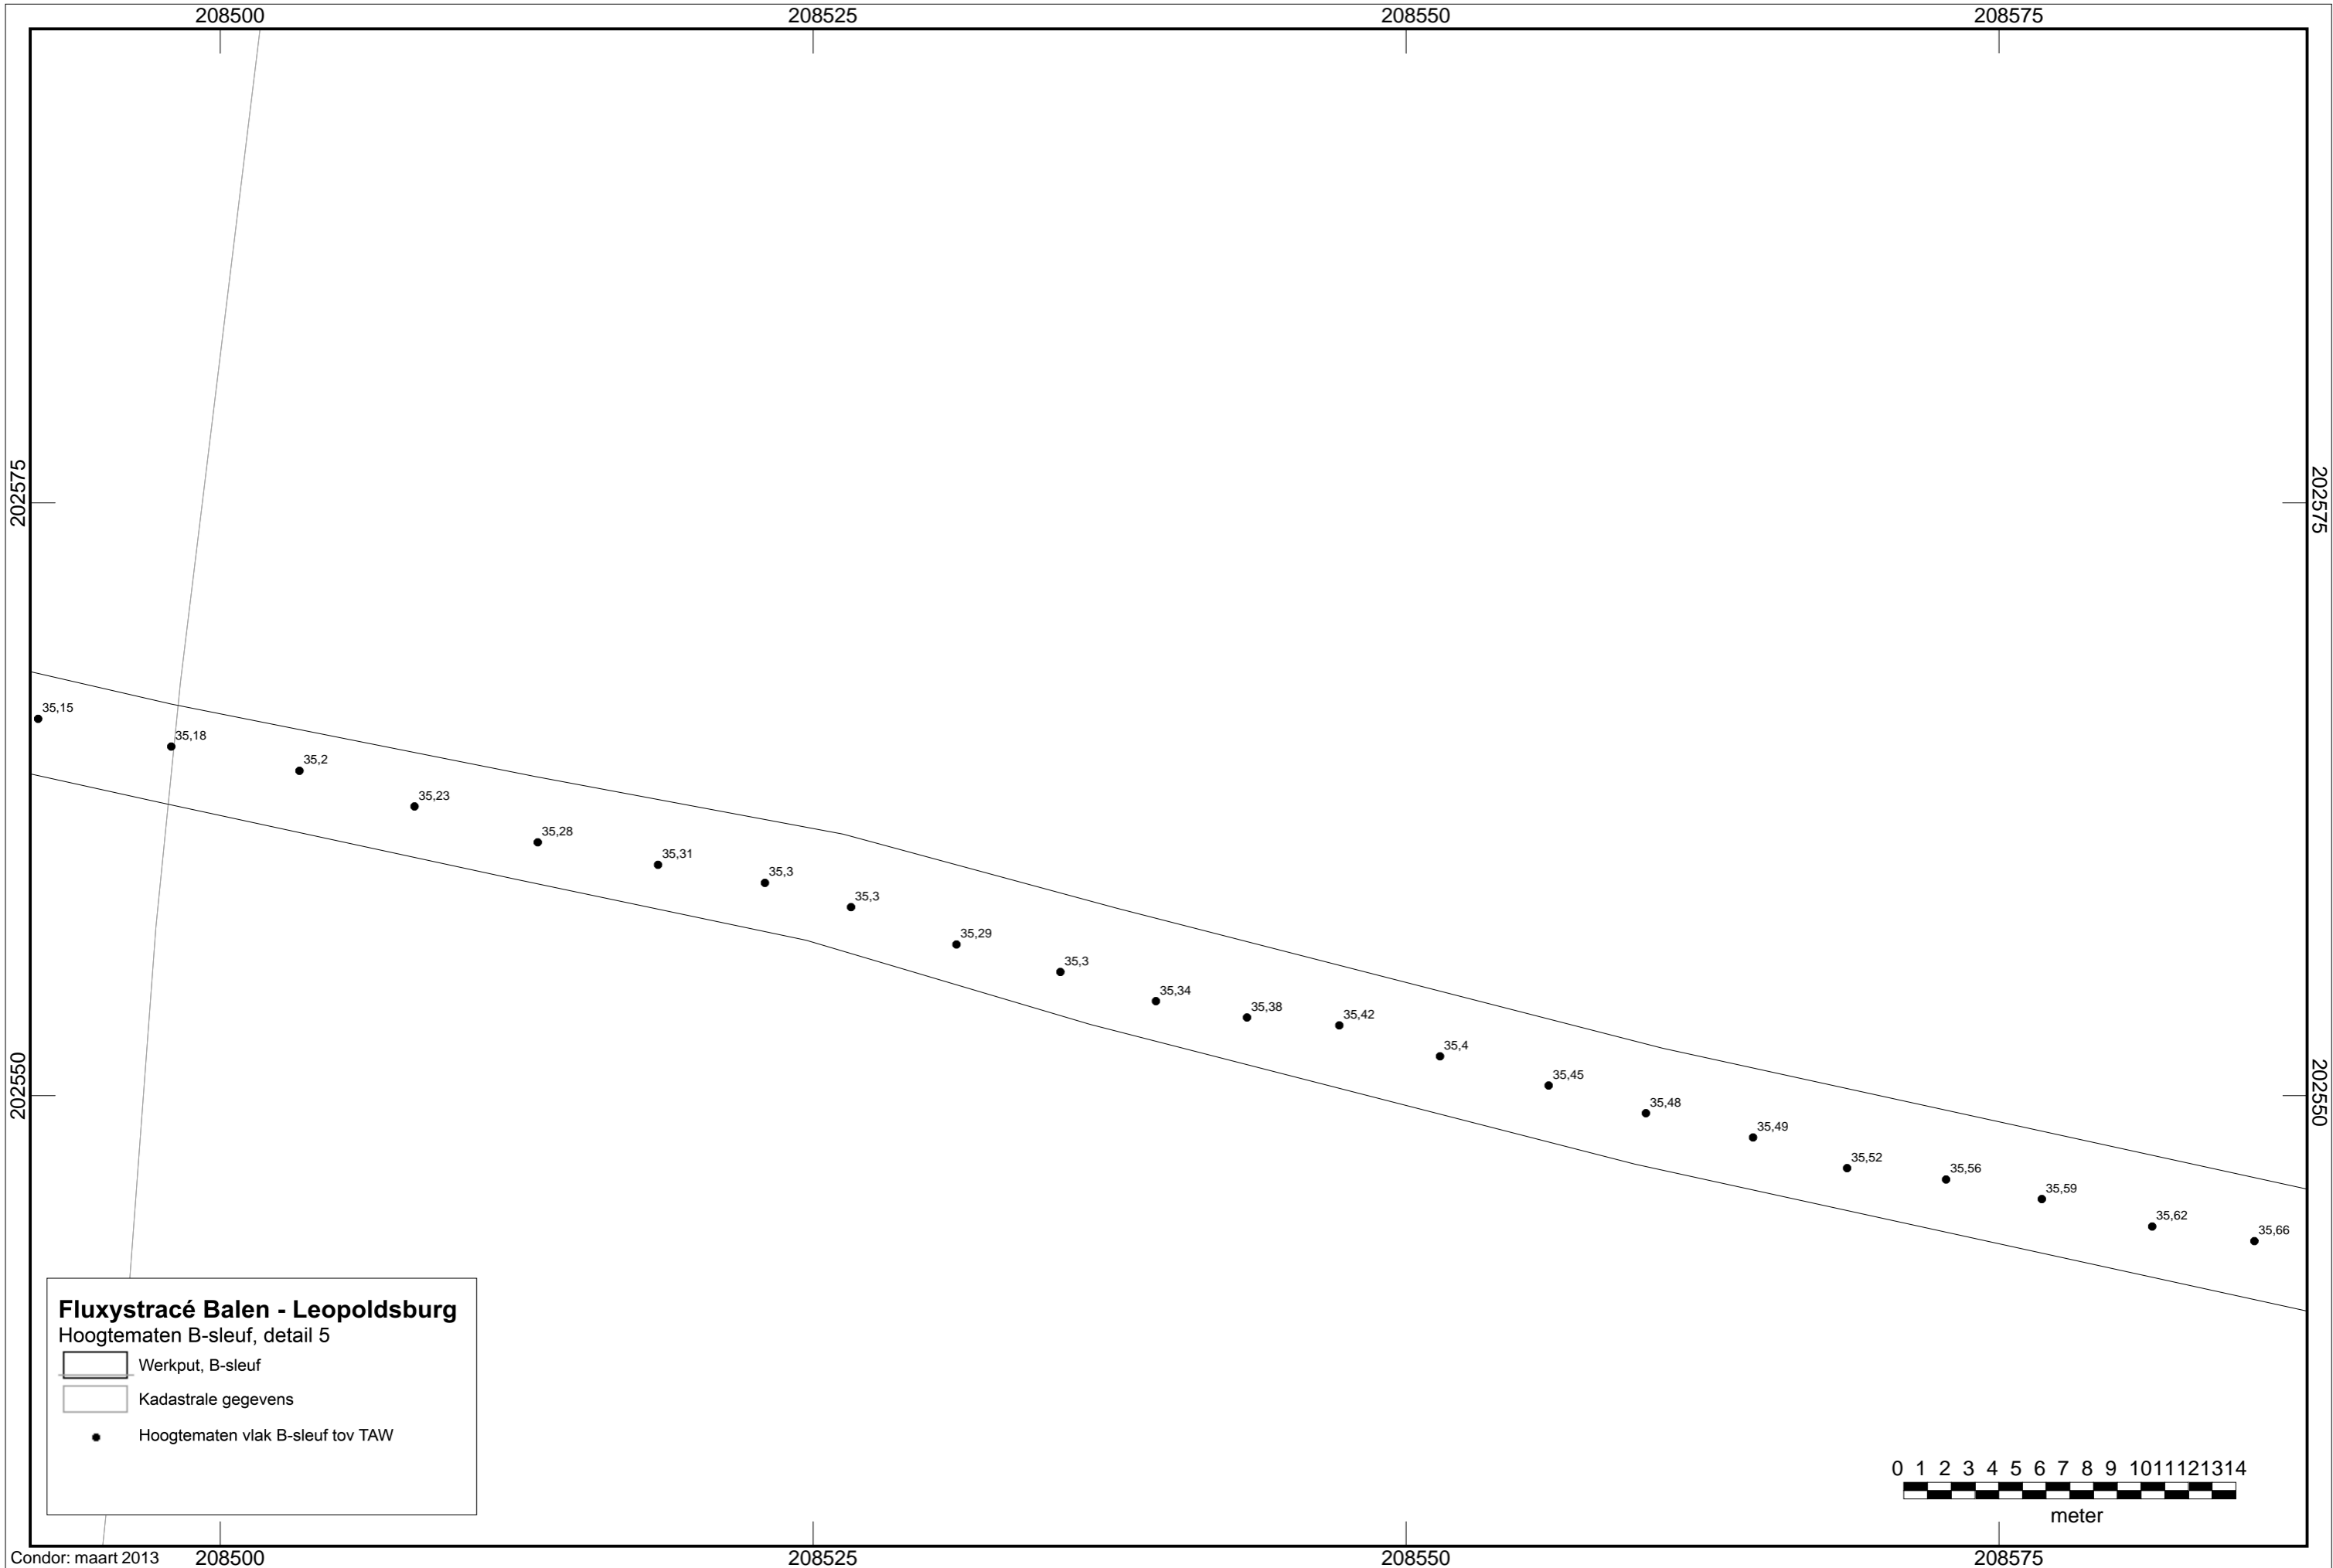 208500 208525 208550 208575
202575 202575
35,15
35,18
35,2
35,23
35,28
35,31
35,3
35,3
35,29
35,3
35,34
35,38
35,42
35,4
35,45
35,48
35,49
35,52
35,56
35,59
35,62
35,66
202550 202550
Fluxystracé Balen - Leopoldsburg
Hoogtematen B-sleuf, detail 5
Werkput, B-sleuf
Kadastrale gegevens
Hoogtematen vlak B-sleuf tov TAW
0 1 2 3 4 5 6 7 8 9 10 11 12 13 14
meter
Condor: maart 2013
208500 208525 208550 208575